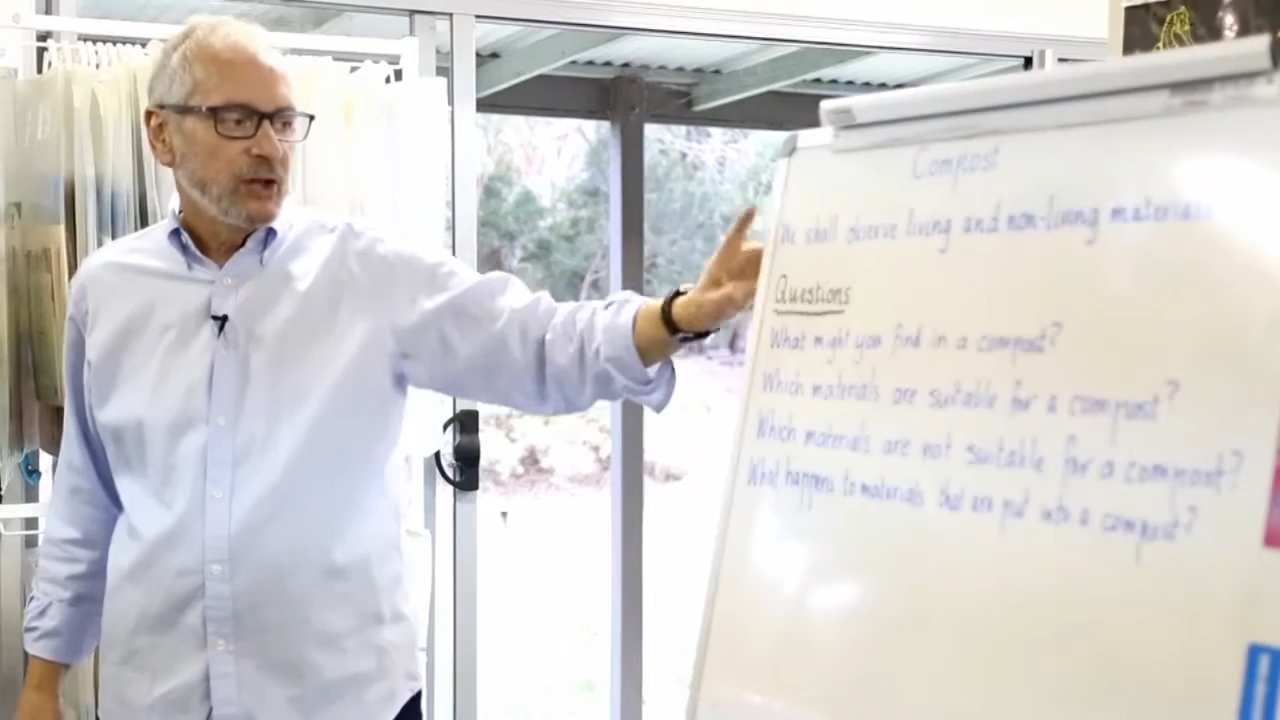 Compost
We shall observe living and non-living materials
Questions
What might you find in a compost?
Which materials are suitable for a compost?
Which materials are not suitable for a compost?
What happens to materials that are put into a compost?